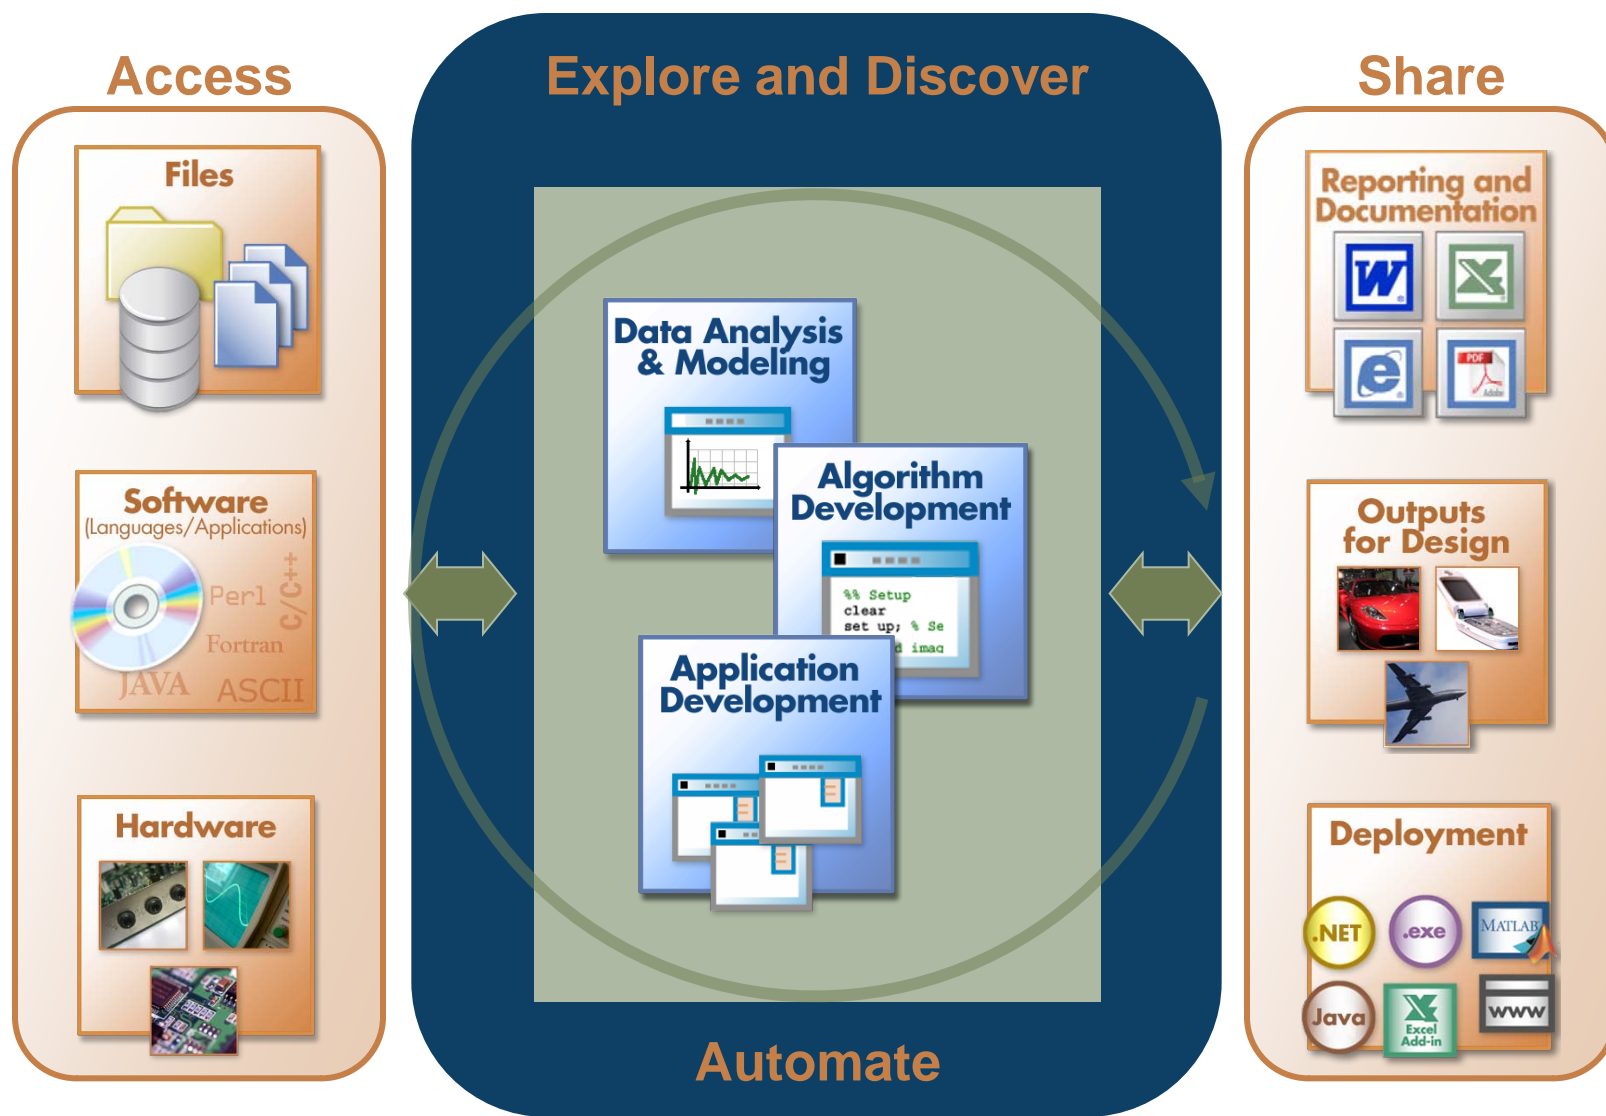 Access
Files
Software
(Languages/Applications)
Perl
C/C++
Fortran
JAVA
ASCII
Hardware
Explore and Discover
Data Analysis
& Modeling
Algorithm
Development
%% Setup
clear
set up; % Se
d imag
Application
Development
Automate
Share
Reporting and
Documentation
W
X
e
PDF
Adobe
Outputs
for Design
Deployment
.NET
.exe
MATLAB
Java
Excel
Add-in
www